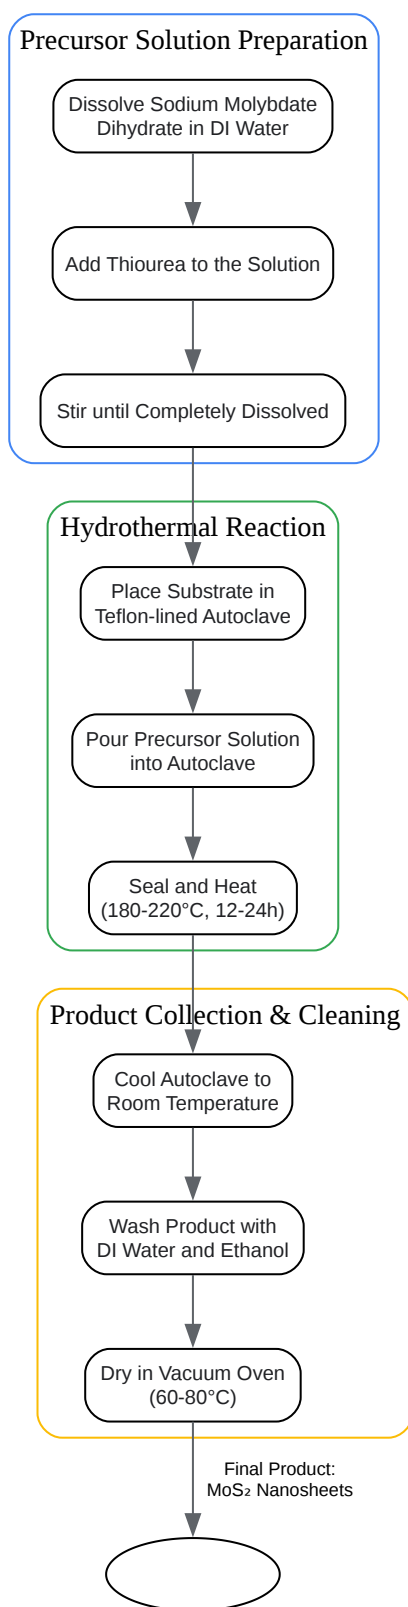 Precursor Solution Preparation
Dissolve Sodium Molybdate
Dihydrate in DI Water
Add Thiourea to the Solution
Stir until Completely Dissolved
Hydrothermal Reaction
Place Substrate in
Teflon-lined Autoclave
Pour Precursor Solution
into Autoclave
Seal and Heat
(180-220°C, 12-24h)
Product Collection & Cleaning
Cool Autoclave to
Room Temperature
Wash Product with
DI Water and Ethanol
Dry in Vacuum Oven
(60-80°C)
Final Product:
MoS₂ Nanosheets